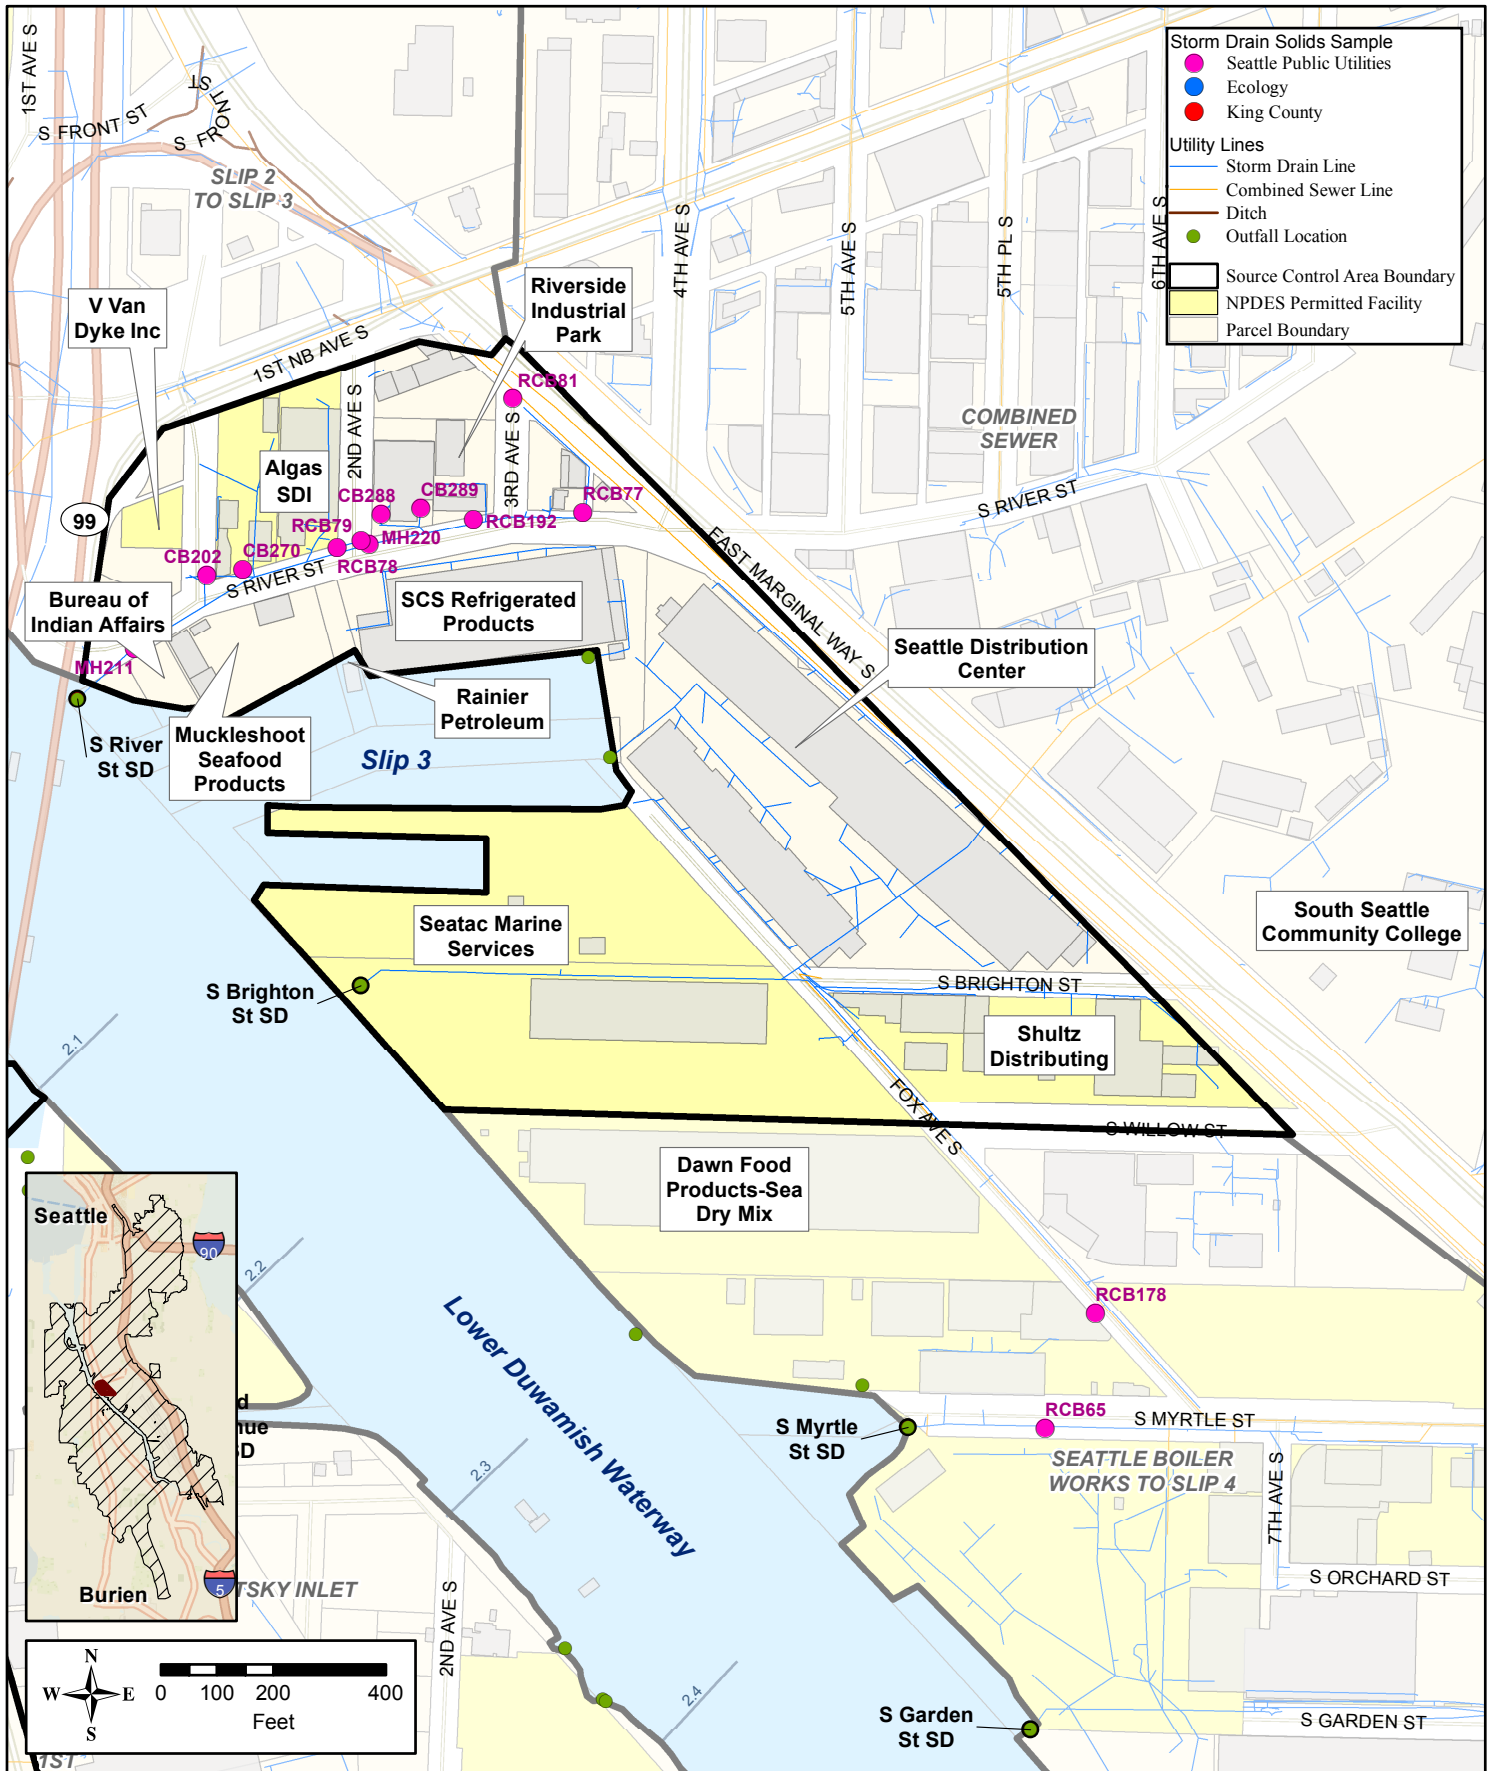 Storm Drain Solids Sample
Seattle Public Utilities
Ecology
King County
Utility Lines
Storm Drain Line
Combined Sewer Line
Ditch
Outfall Location
Source Control Area Boundary
NPDES Permitted Facility
Parcel Boundary
1ST AVE S
S FRONT ST
S FRONT ST
SLIP 2
TO SLIP 3
4TH AVE S
5TH AVE S
5TH PL S
6TH AVE S
V Van
Dyke Inc
Riverside
Industrial
Park
1ST NB AVE S
RCB81
2ND AVE S
3RD AVE S
COMBINED
SEWER
Algas
SDI
CB288
CB289
RCB77
S RIVER ST
99
RCB79
RCB192
MH220
EAST MARGINAL WAY S
CB202
CB270
RCB78
S RIVER ST
Bureau of
Indian Affairs
SCS Refrigerated
Products
Seattle Distribution
Center
MH211
Rainier
Petroleum
S River
St SD
Muckleshoot
Seafood
Products
Slip 3
Seatac Marine
Services
South Seattle
Community College
S Brighton
St SD
S BRIGHTON ST
Shultz
Distributing
2.1
FOX AVE S
S WILLOW ST
Dawn Food
Products-Sea
Dry Mix
Seattle
90
2.2
RCB178
Lower Duwamish Waterway
d
nue
SD
RCB65
S MYRTLE ST
S Myrtle
St SD
SEATTLE BOILER
WORKS TO SLIP 4
2.3
7TH AVE S
5
Burien
TSKY INLET
S ORCHARD ST
2ND AVE S
N
W E
S
0 100 200 400
Feet
2.4
S Garden
St SD
S GARDEN ST
1ST